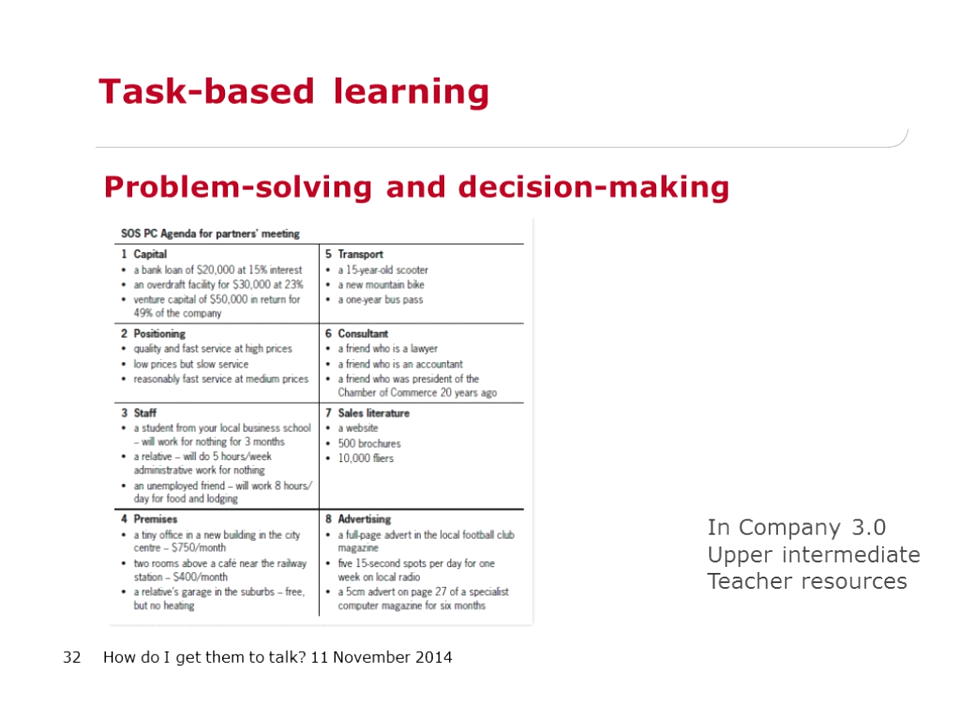 Task-based learning
Problem-solving and decision-making
SOS PC Agenda for partners' meeting
1 Capital
• a bank loan of $20,000 at 15% interest
• an overdraft facility for $30,000 at 23%
• venture capital of $50,000 in return for
49% of the company
2 Positioning
• quality and fast service at high prices
• low prices but slow service
• reasonably fast service at medium prices
3 Staff
• a student from your local business school
– will work for nothing for 3 months
• a relative – will do 5 hours/week
administrative work for nothing
• an unemployed friend – will work 8 hours/
day for food and lodging
4 Premises
• a tiny office in a new building in the city
centre – $750/month
• two rooms above a café near the railway
station – $400/month
• a relative's garage in the suburbs – free,
but no heating
5 Transport
• a 15-year-old scooter
• a new mountain bike
• a one-year bus pass
6 Consultant
• a friend who is a lawyer
• a friend who is an accountant
• a friend who was president of the
Chamber of Commerce 20 years ago
7 Sales literature
• a website
• 500 brochures
• 10,000 fliers
8 Advertising
• a full-page advert in the local football club
magazine
• five 15-second spots per day for one
week on local radio
• a 5cm advert on page 27 of a specialist
computer magazine for six months
In Company 3.0
Upper intermediate
Teacher resources
32 How do I get them to talk? 11 November 2014